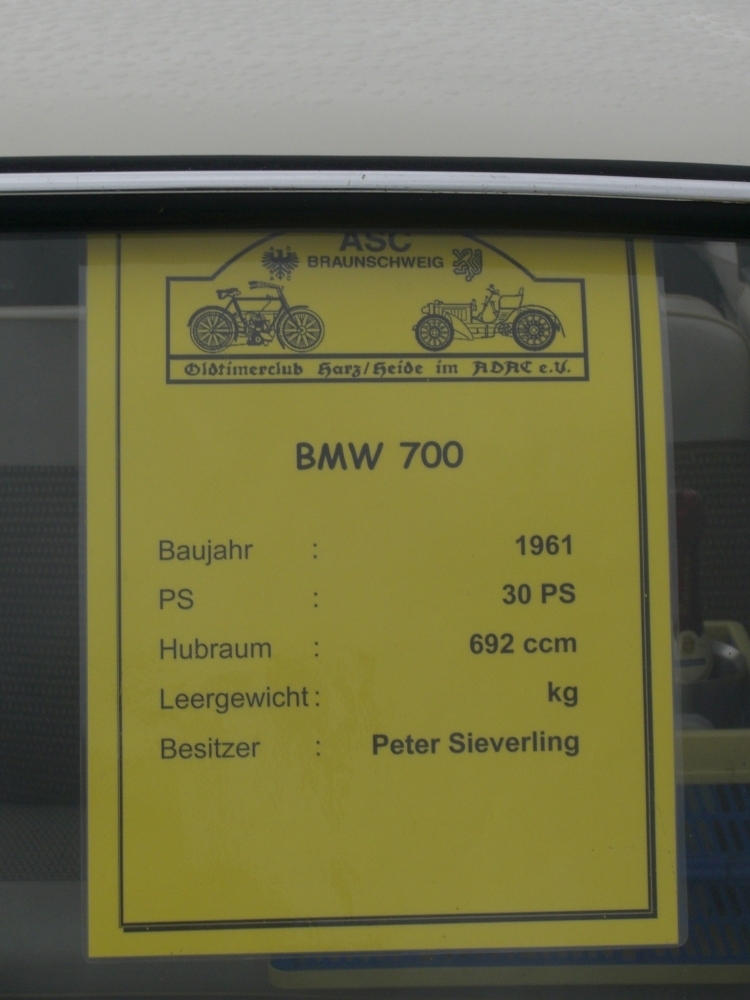 ASC
BRAUNSCHWEIG
Oldtimerclub Harz/Heide im ADAC e.V.
BMW 700
Baujahr : 1961
PS : 30 PS
Hubraum : 692 ccm
Leergewicht : kg
Besitzer : Peter Sieverling